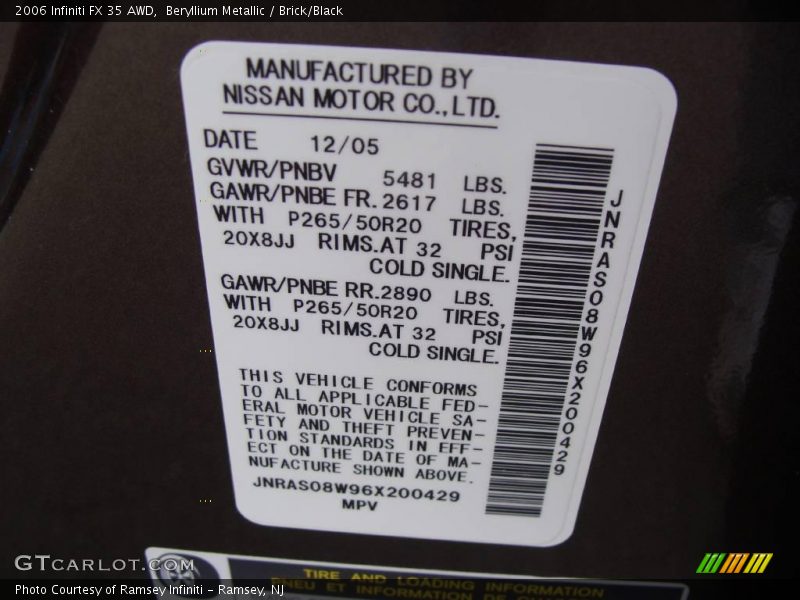 2006 Infiniti FX 35 AWD,  Beryllium Metallic / Brick/Black
MANUFACTURED BY
NISSAN MOTOR CO.,LTD.
DATE 12/05
GVWR/PNBV 5481 LBS.
GAWR/PNBE FR. 2617 LBS.
WITH P265/50R20 TIRES,
20X8JJ RIMS.AT 32 PSI
COLD SINGLE.
GAWR/PNBE RR. 2890 LBS.
WITH P265/50R20 TIRES,
20X8JJ RIMS.AT 32 PSI
COLD SINGLE.
THIS VEHICLE CONFORMS
TO ALL APPLICABLE FED-
ERAL MOTOR VEHICLE SA-
FETY AND THEFT PREVEN-
TION STANDARDS IN EFF-
ECT ON THE DATE OF MA-
NUFACTURE SHOWN ABOVE.
JNRAS08W96X200429
MPV
JNRAS08W96X200429
TIRE AND LOADING INFORMATION
PNEU ET INFORMATION DE
GTCARLOT.COM
Photo Courtesy of Ramsey Infiniti - Ramsey, NJ